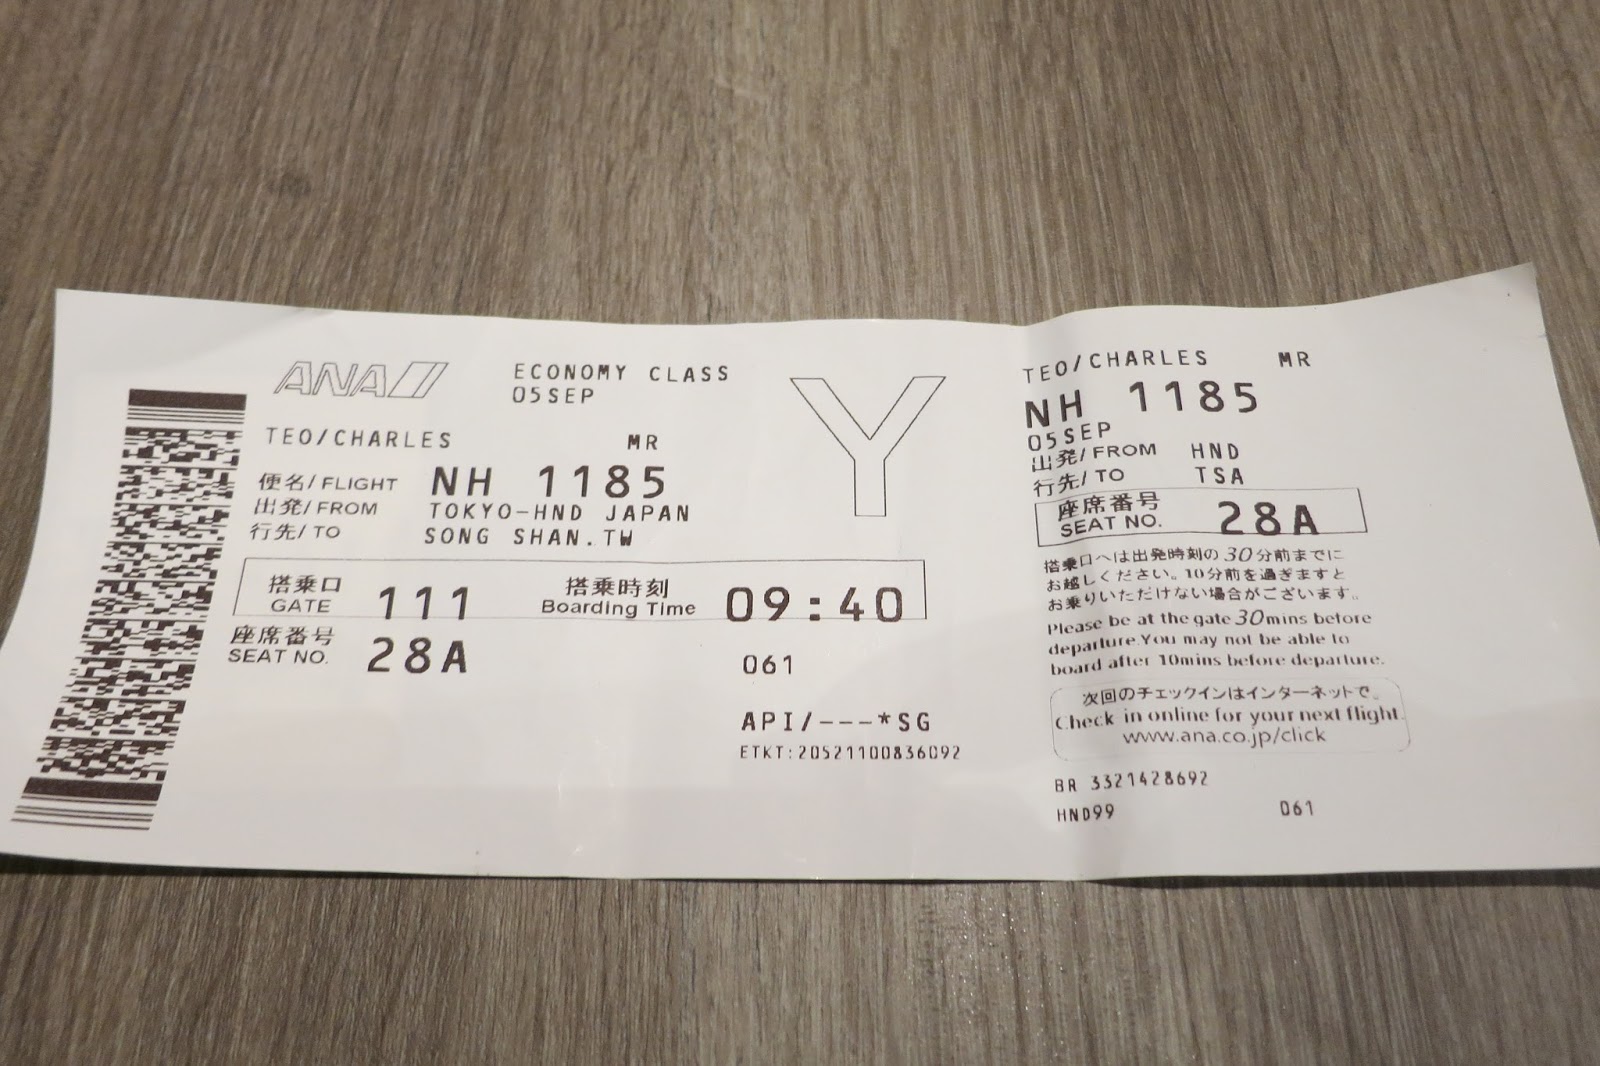 ANA
ECONOMY CLASS
05SEP
Y
TEO/CHARLES MR
便名/FLIGHT NH 1185
出発/FROM TOKYO-HND JAPAN
行先/TO SONG SHAN.TW
搭乗口 搭乗時刻
GATE 111 Boarding Time 09:40
座席番号
SEAT NO. 28A
061
API/---*SG
ETKT:20521100836092
TEO/CHARLES MR
NH 1185
05SEP
出発/FROM HND
行先/TO TSA
座席番号
SEAT NO. 28A
搭乗口へは出発時刻の30分前までに
お越しください。10分前を過ぎますと
お乗りいただけない場合がございます。
Please be at the gate 30mins before
departure.You may not be able to
board after 10mins before departure.
次回のチェックインはインターネットで。
Check in online for your next flight.
www.ana.co.jp/click
BR 3321428692
HND99 061